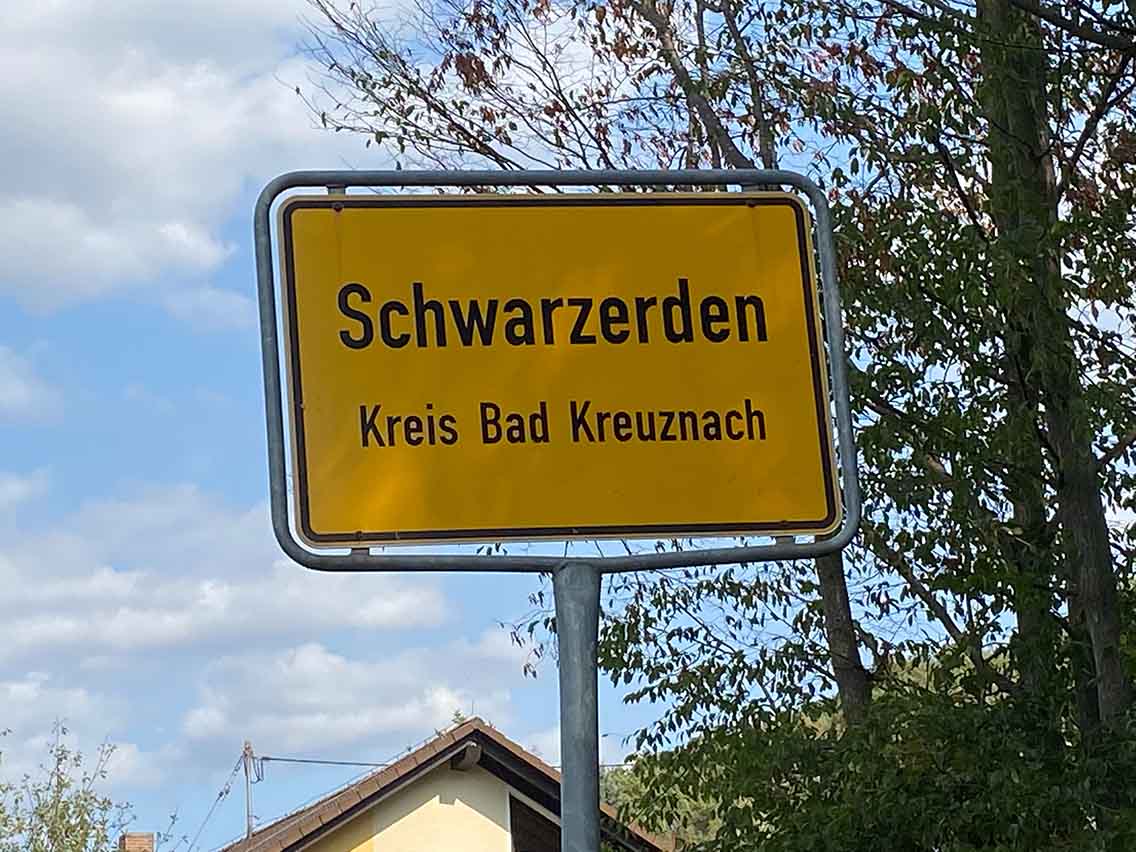 Schwarzerden
Kreis Bad Kreuznach